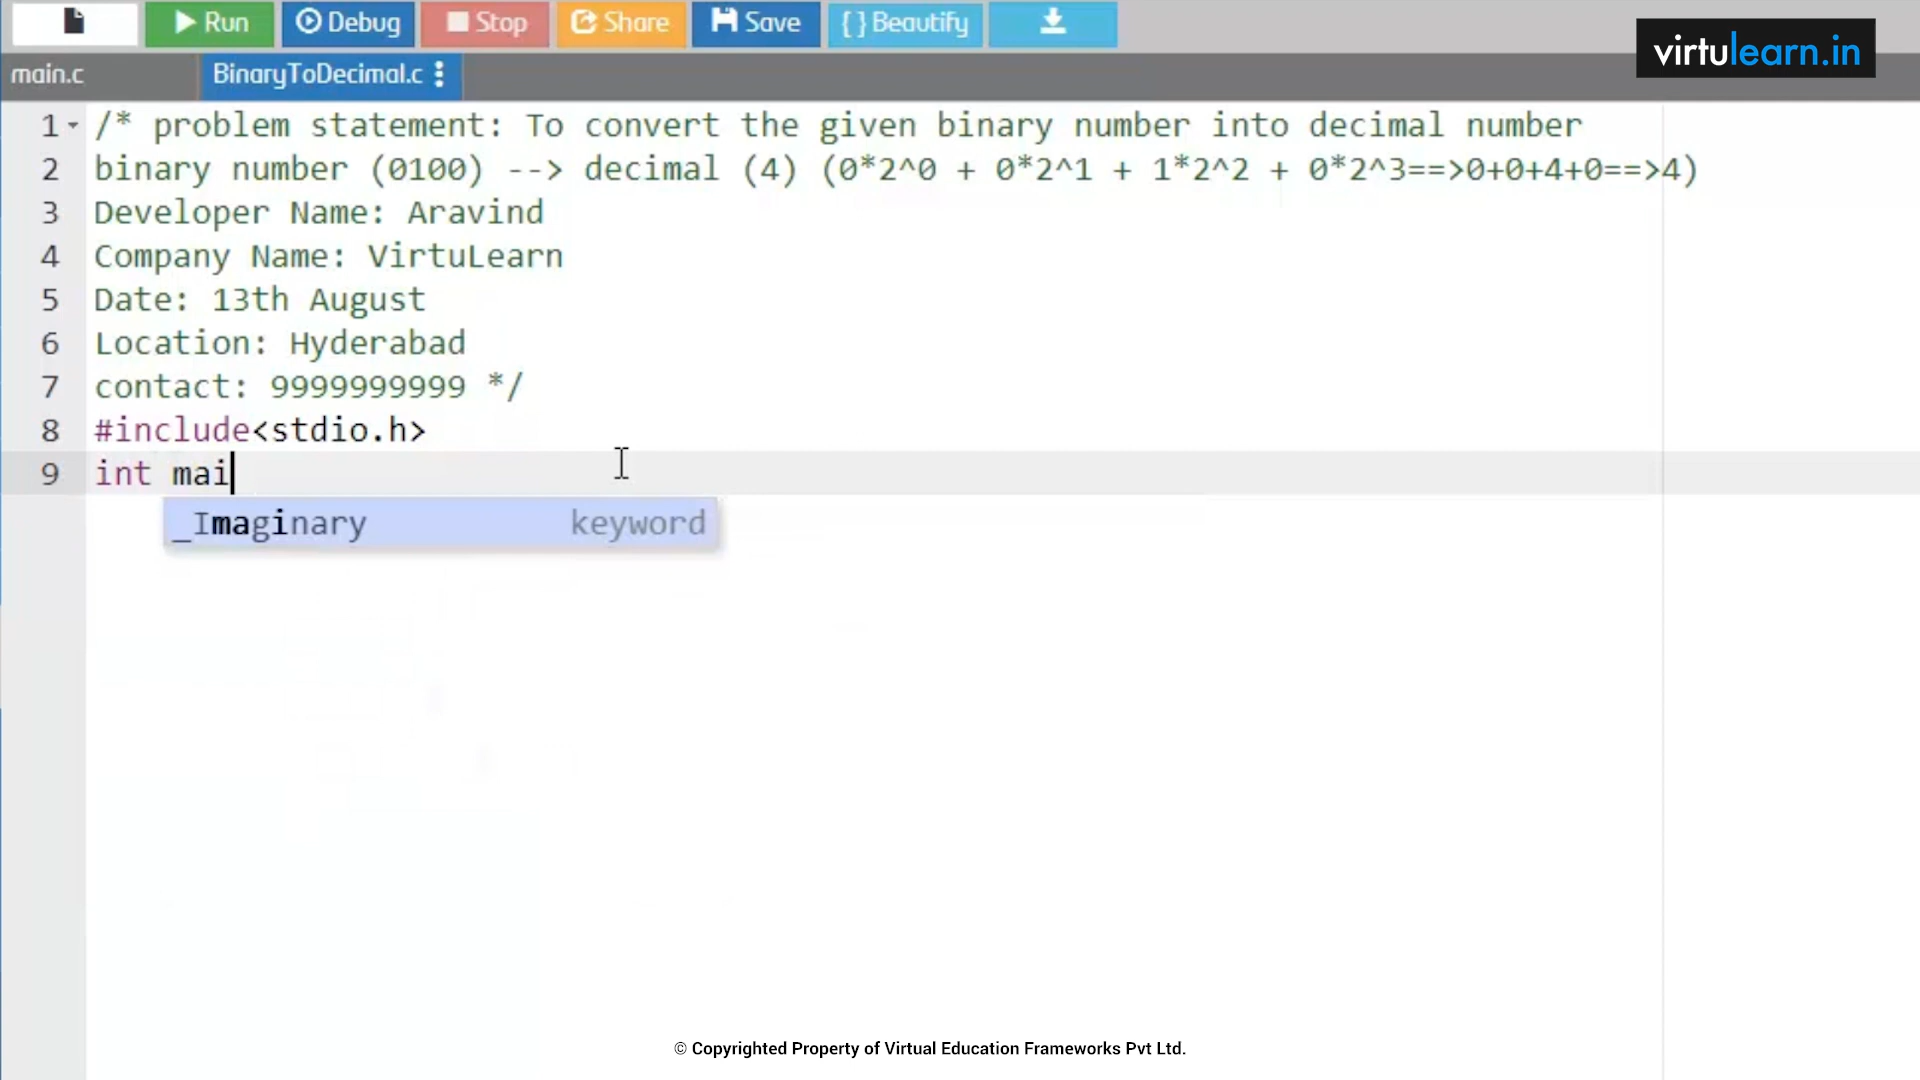 Run Debug Stop Share Save {} Beautify
virtulearn.in
main.c BinaryToDecimal.c
1 /* problem statement: To convert the given binary number into decimal number
2 binary number (0100) --> decimal (4) (0*2^0 + 0*2^1 + 1*2^2 + 0*2^3==>0+0+4+0==>4)
3 Developer Name: Aravind
4 Company Name: VirtuLearn
5 Date: 13th August
6 Location: Hyderabad
7 contact: 9999999999 */
8 #include<stdio.h>
9 int mai
_Imaginary keyword
© Copyrighted Property of Virtual Education Frameworks Pvt Ltd.